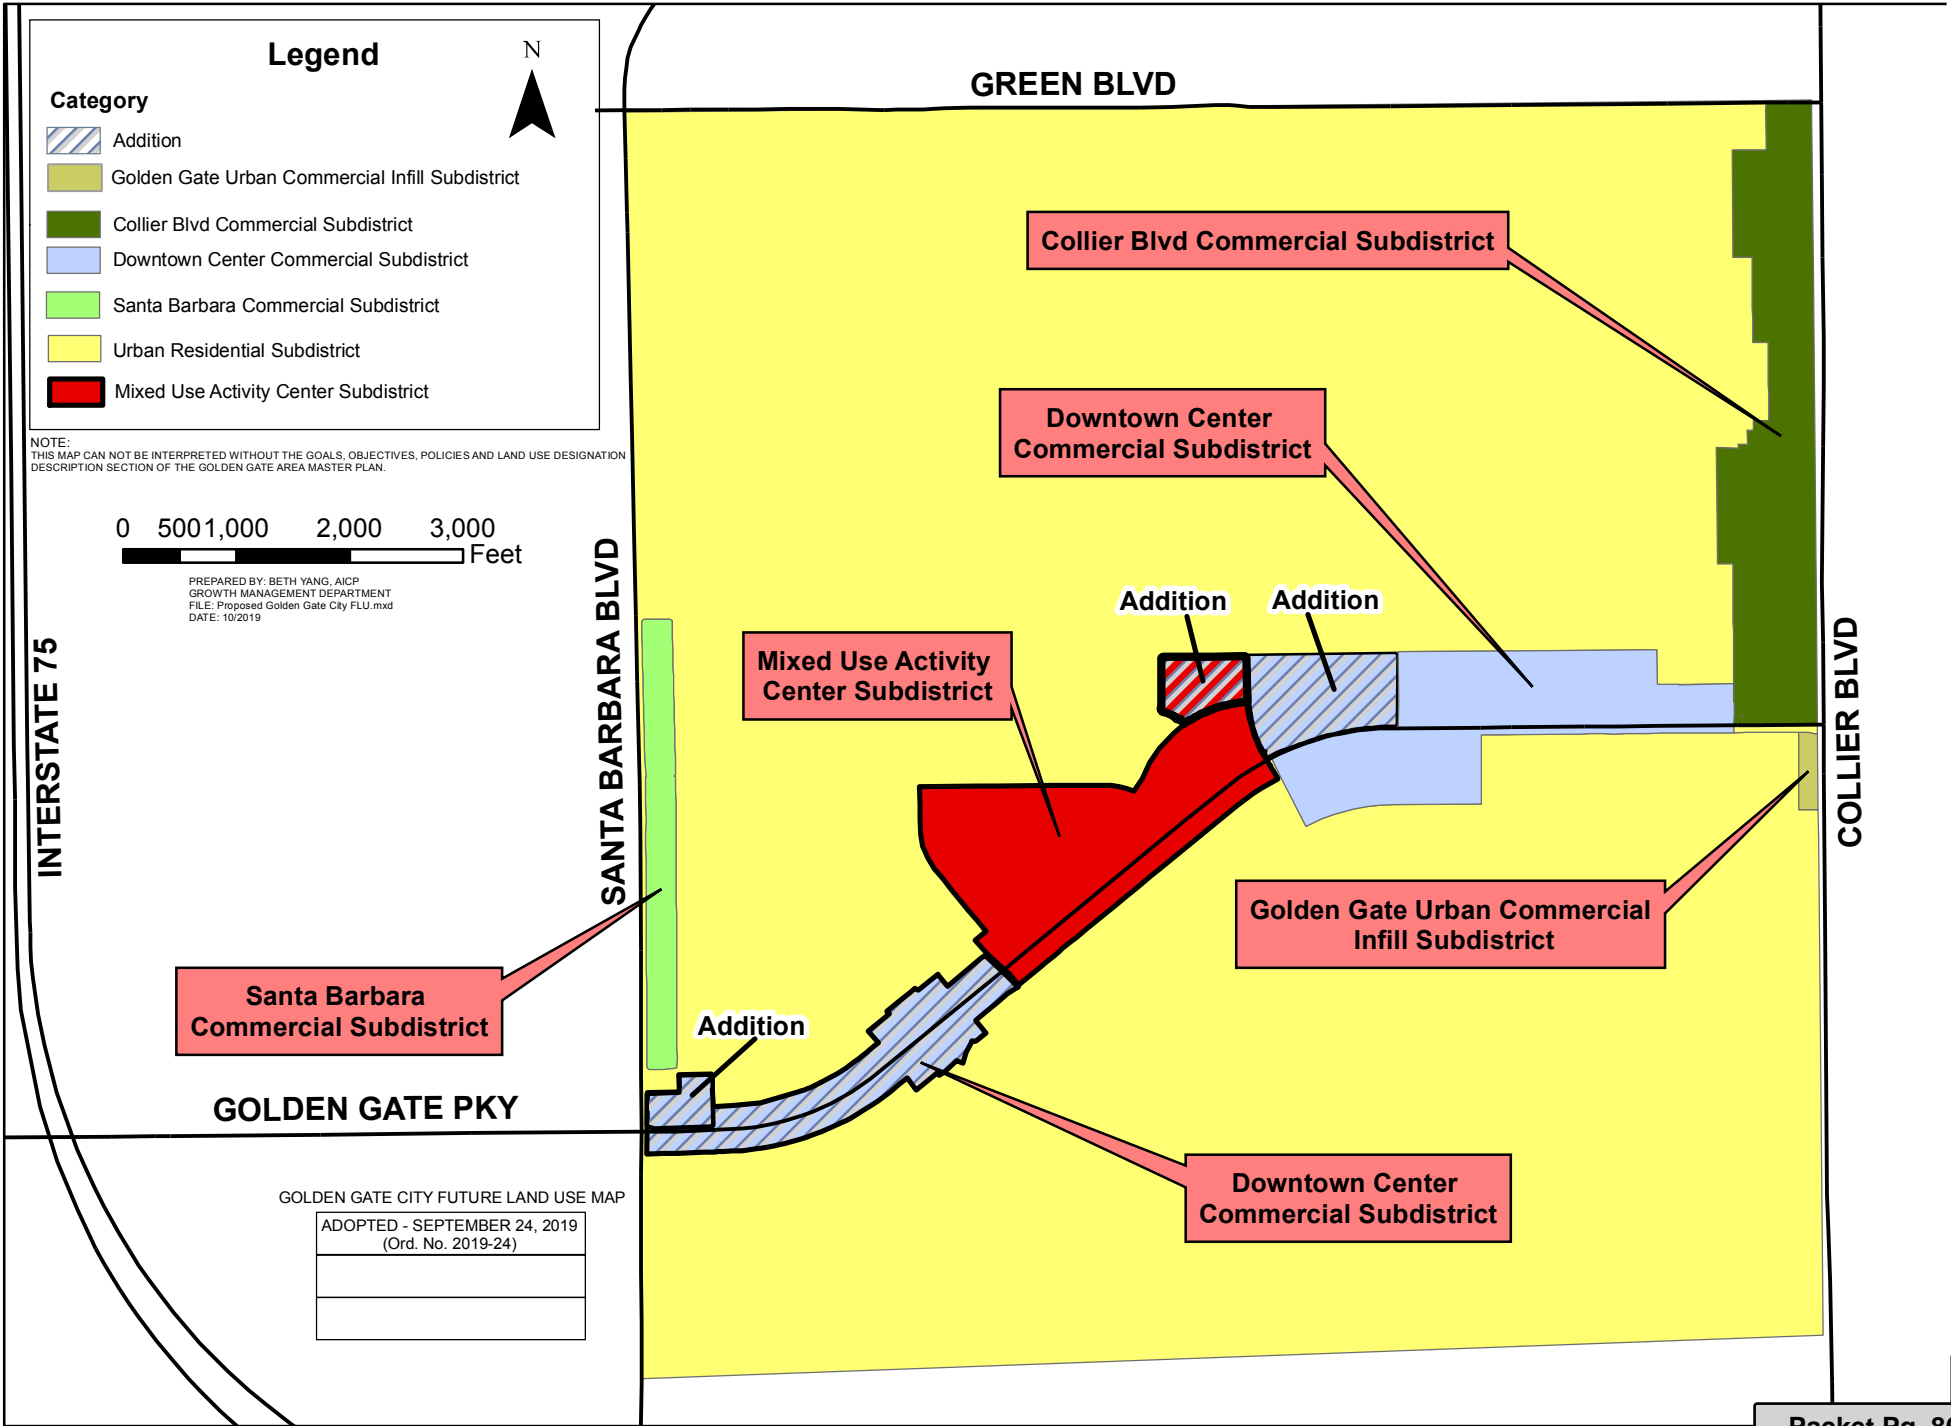 Legend
N
Category
Addition
Golden Gate Urban Commercial Infill Subdistrict
Collier Blvd Commercial Subdistrict
Downtown Center Commercial Subdistrict
Santa Barbara Commercial Subdistrict
Urban Residential Subdistrict
Mixed Use Activity Center Subdistrict
NOTE:
THIS MAP CAN NOT BE INTERPRETED WITHOUT THE GOALS, OBJECTIVES, POLICIES AND LAND USE DESIGNATION
DESCRIPTION SECTION OF THE GOLDEN GATE AREA MASTER PLAN.
0 500 1,000 2,000 3,000
Feet
PREPARED BY: BETH YANG, AICP
GROWTH MANAGEMENT DEPARTMENT
FILE: Proposed Golden Gate City FLU.mxd
DATE: 10/2019
GREEN BLVD
Collier Blvd Commercial Subdistrict
Downtown Center
Commercial Subdistrict
Addition
Addition
Mixed Use Activity
Center Subdistrict
INTERSTATE 75
SANTA BARBARA BLVD
COLLIER BLVD
Golden Gate Urban Commercial
Infill Subdistrict
Santa Barbara
Commercial Subdistrict
Addition
GOLDEN GATE PKY
Downtown Center
Commercial Subdistrict
GOLDEN GATE CITY FUTURE LAND USE MAP
ADOPTED - SEPTEMBER 24, 2019
(Ord. No. 2019-24)
Packet Pg.